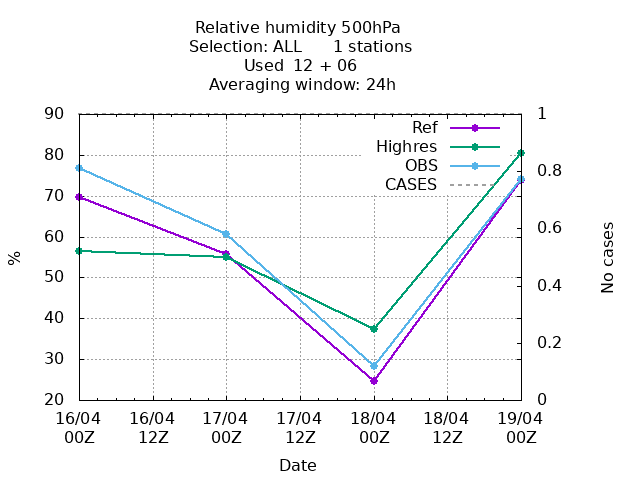 Relative humidity 500hPa
Selection: ALL 1 stations
Used 12 + 06
Averaging window: 24h
90
80
70
60
50
40
30
20
1
0.8
0.6
0.4
0.2
0
Ref
Highres
OBS
CASES
%
No cases
16/04 00Z
16/04 12Z
17/04 00Z
17/04 12Z
18/04 00Z
18/04 12Z
19/04 00Z
Date